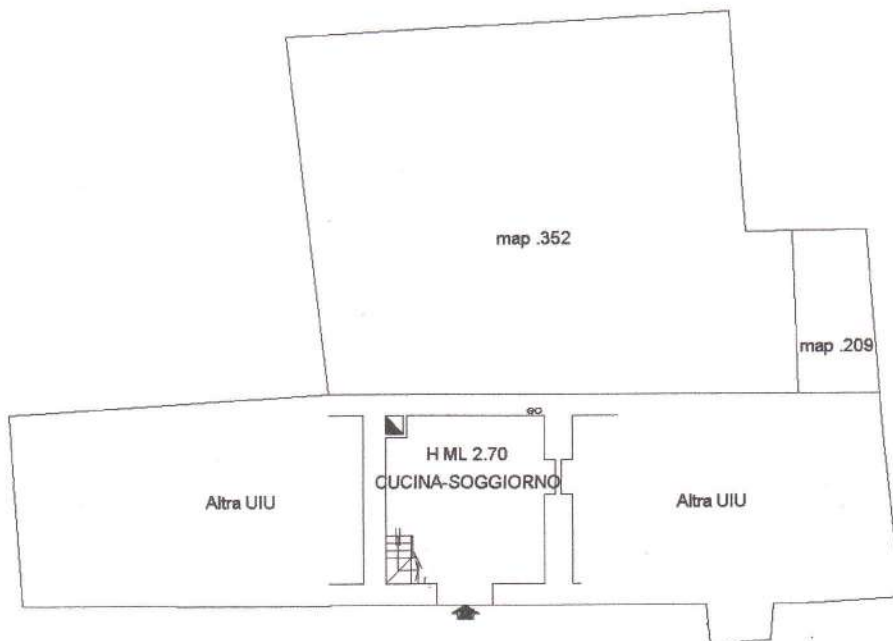 map .352
map .209
H ML 2.70
CUCINA-SOGGIORNO
Altra UIU
Altra UIU